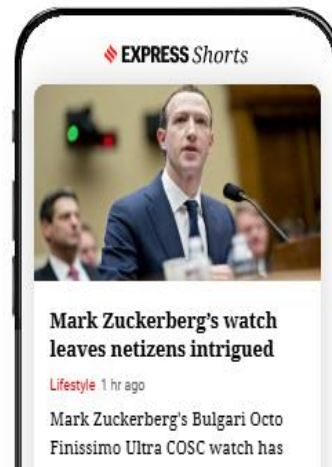 EXPRESS Shorts
Mark Zuckerberg's watch
leaves netizens intrigued
Lifestyle 1 hr ago
Mark Zuckerberg's Bulgari Octo
Finissimo Ultra COSC watch has